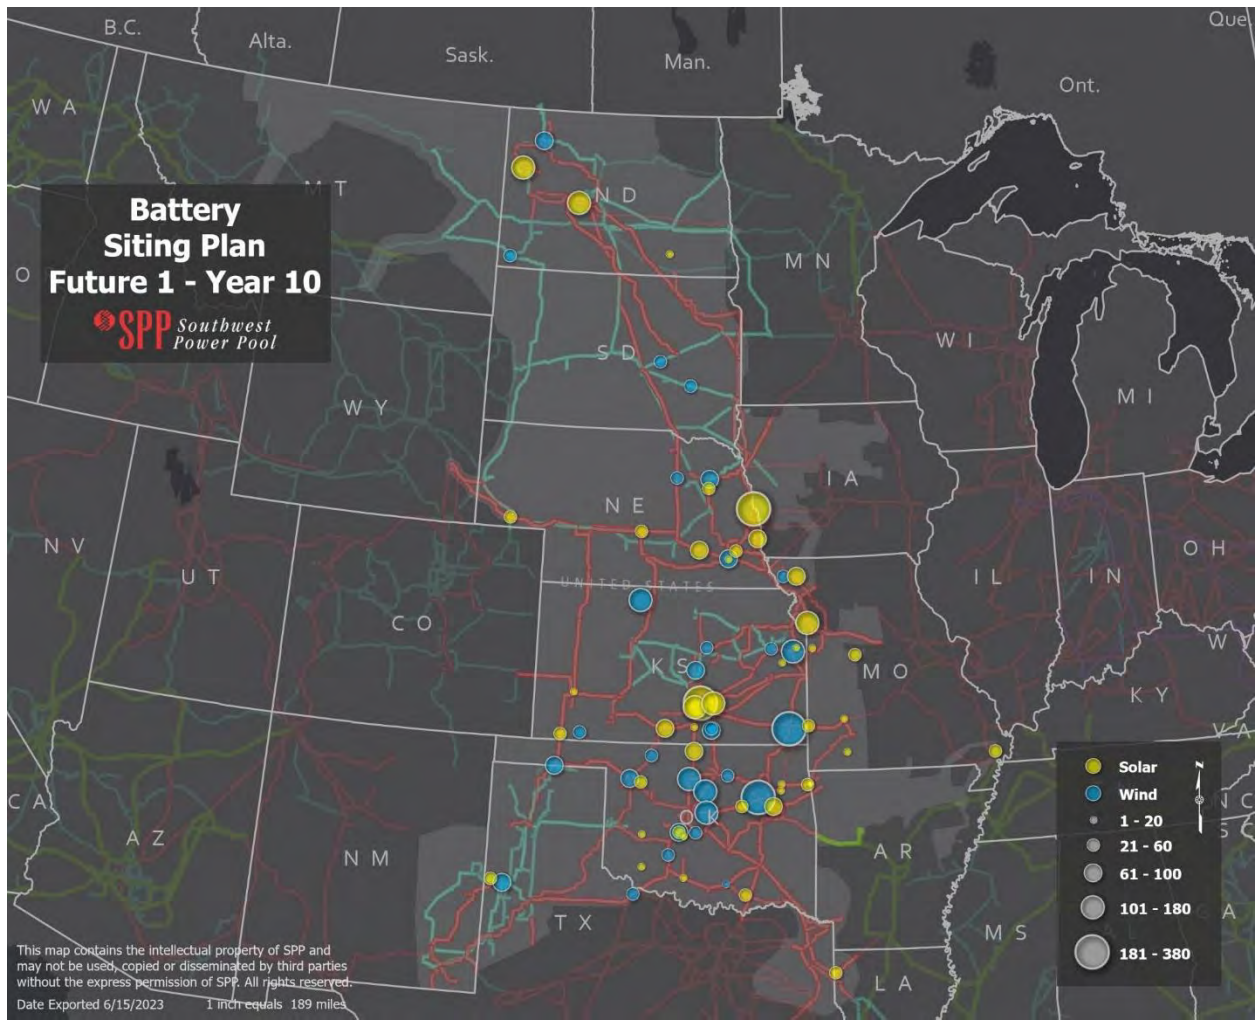 B.C.
Alta.
Sask.
Man.
Que.
Ont.
WA
MT
ND
MN
Battery
Siting Plan
Future 1 - Year 10
SPP Southwest
Power Pool
O
SD
WI
MI
WY
IA
NE
NV
UT
UNITED STATES
IL
IN
OH
CO
KS
MO
W
KY
VA
CA
AZ
NM
OK
AR
TX
MS
LA
NC
SC
GA
Solar
Wind
N
1 - 20
21 - 60
61 - 100
101 - 180
181 - 380
This map contains the intellectual property of SPP and
may not be used, copied or disseminated by third parties
without the express permission of SPP. All rights reserved.
Date Exported 6/15/2023 1 inch equals 189 miles